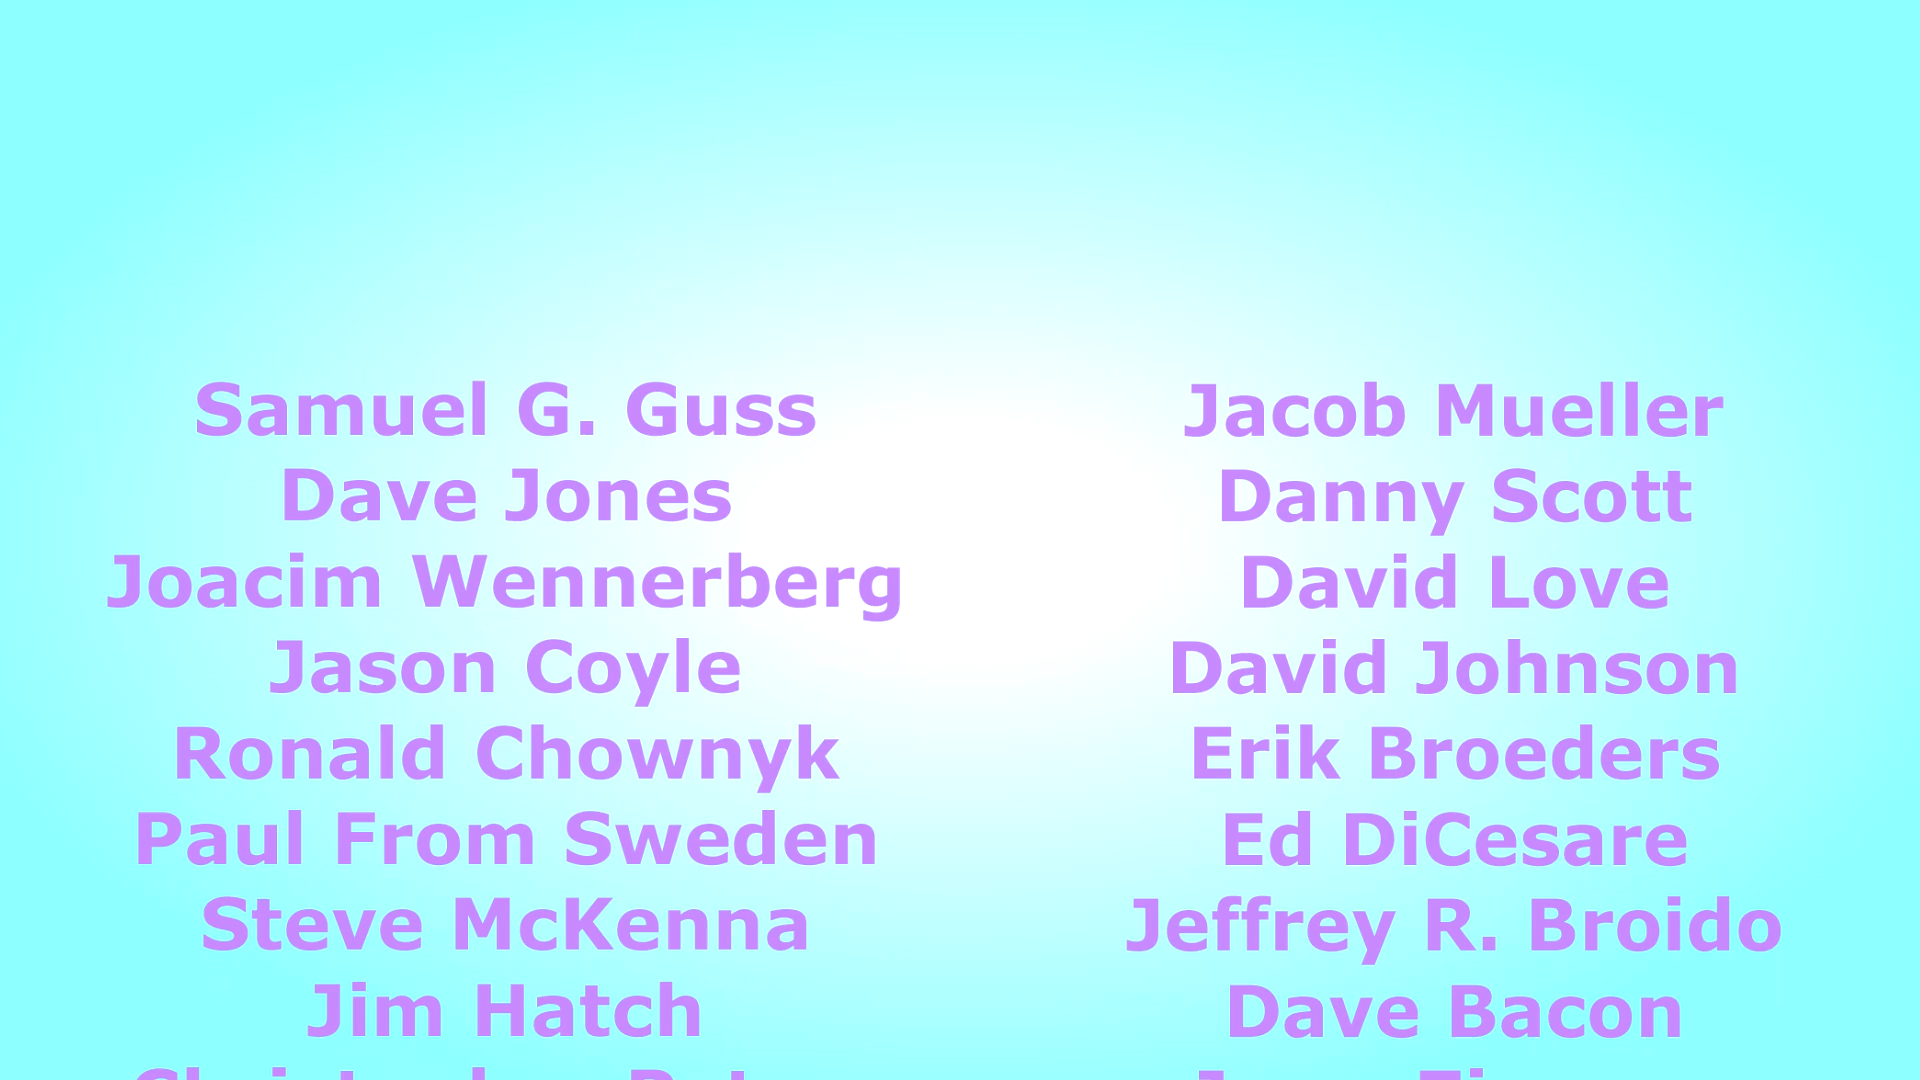 Samuel G. Guss
Dave Jones
Joacim Wennerberg
Jason Coyle
Ronald Chownyk
Paul From Sweden
Steve McKenna
Jim Hatch
Jacob Mueller
Danny Scott
David Love
David Johnson
Erik Broeders
Ed DiCesare
Jeffrey R. Broido
Dave Bacon